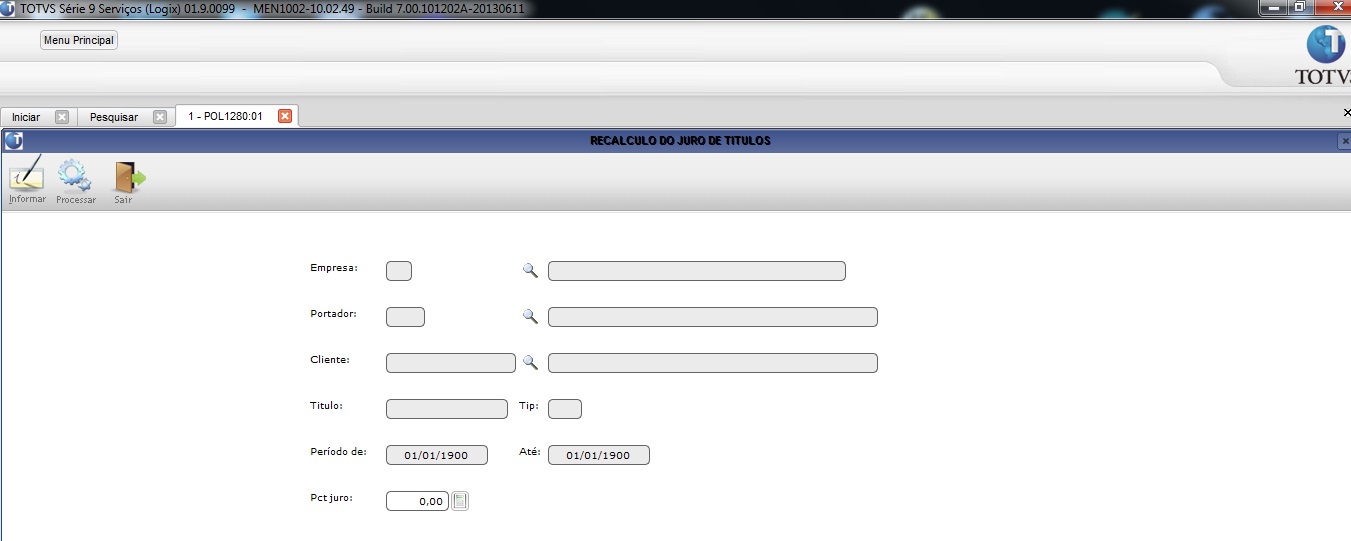 TOTVS Série 9 Serviços (Logix) 01.9.0099 - MEN1002-10.02.49 - Build 7.00.101202A-20130611
Menu Principal
TOTVS
Iniciar Pesquisar 1 - POL1280:01
RECALCULO DO JURO DE TITULOS
Informar Processar Sair
Empresa:
Portador:
Cliente:
Titulo: Tip:
Período de: 01/01/1900 Até: 01/01/1900
Pct juro: 0,00